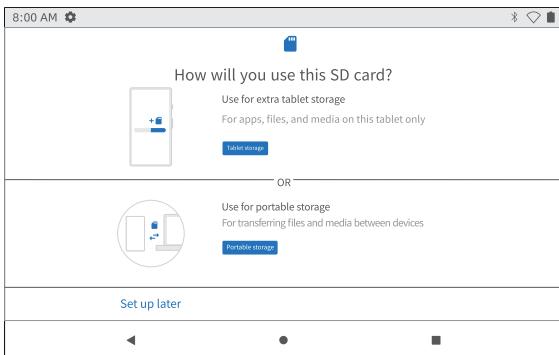 8:00 AM
How will you use this SD card?
Use for extra tablet storage
For apps, files, and media on this tablet only
Tablet storage
OR
Use for portable storage
For transferring files and media between devices
Portable storage
Set up later